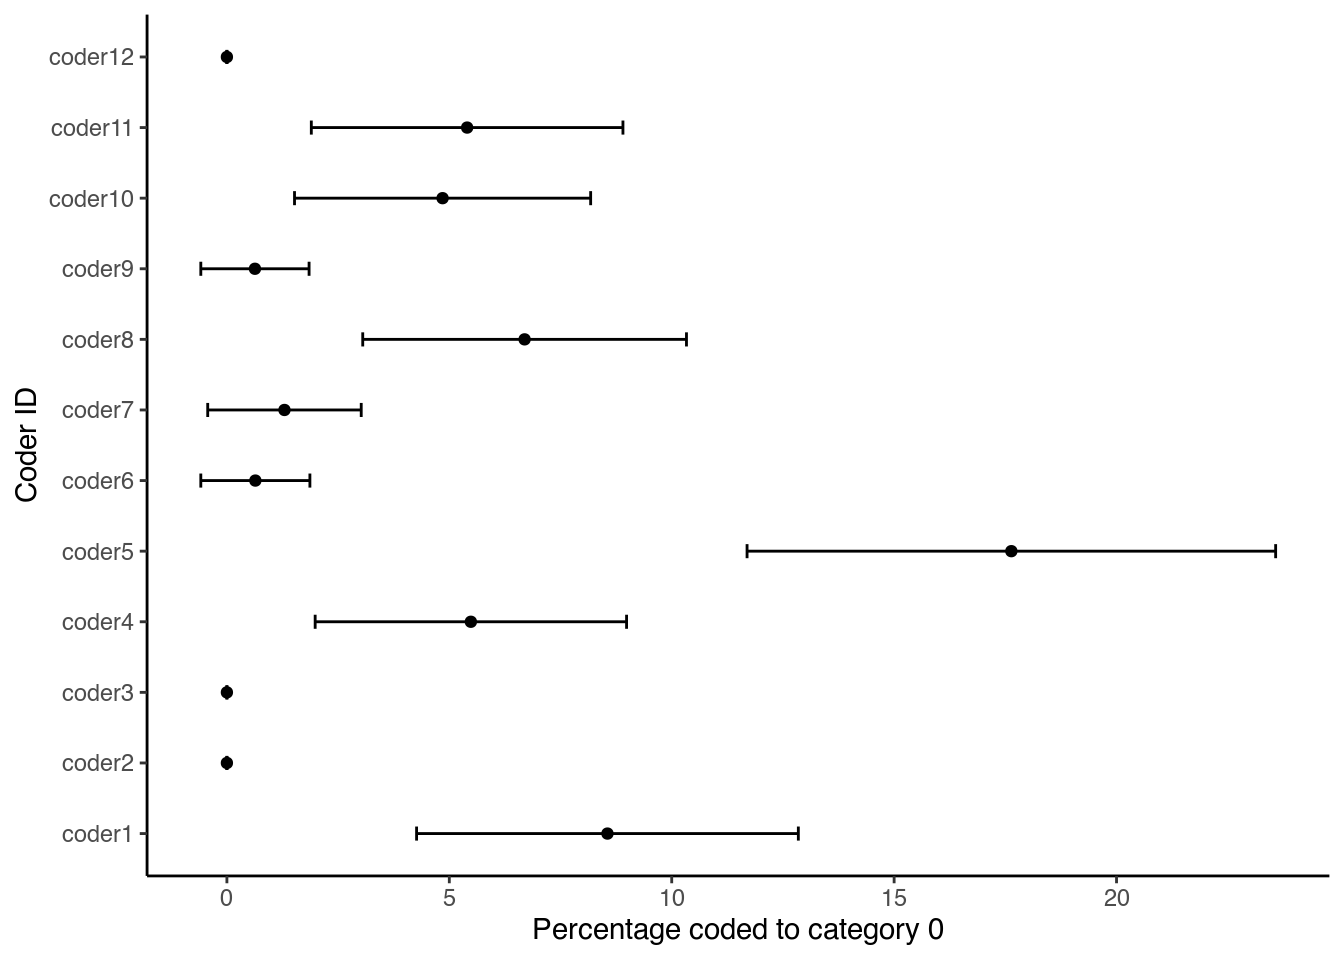 coder12
coder11
coder10
coder9
coder8
coder7
coder6
coder5
coder4
coder3
coder2
coder1
Coder ID
0 5 10 15 20
Percentage coded to category 0